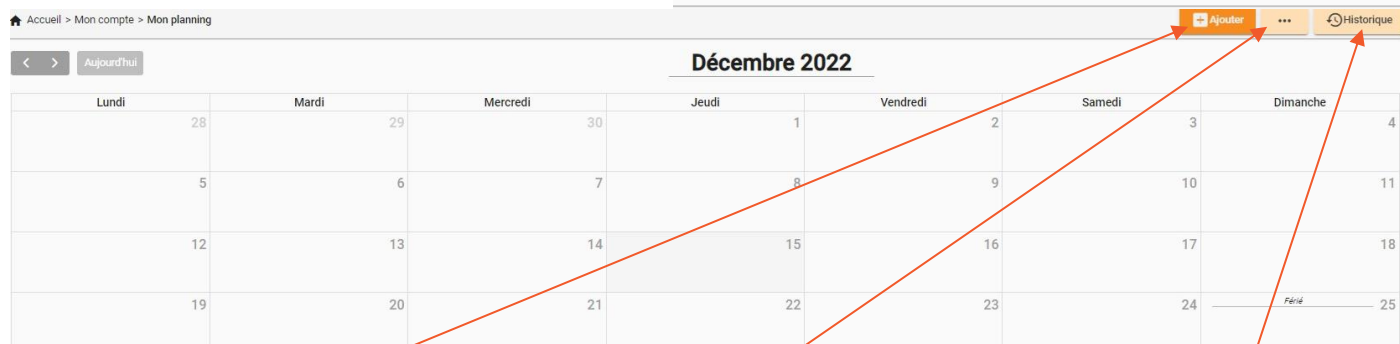 Accueil > Mon compte > Mon planning
Ajouter
...
Historique
Aujourd'hui
Décembre 2022
Lundi Mardi Mercredi Jeudi Vendredi Samedi Dimanche
28 29 30 1 2 3 4
5 6 7 8 9 10 11
12 13 14 15 16 17 18
19 20 21 22 23 24 Férié 25